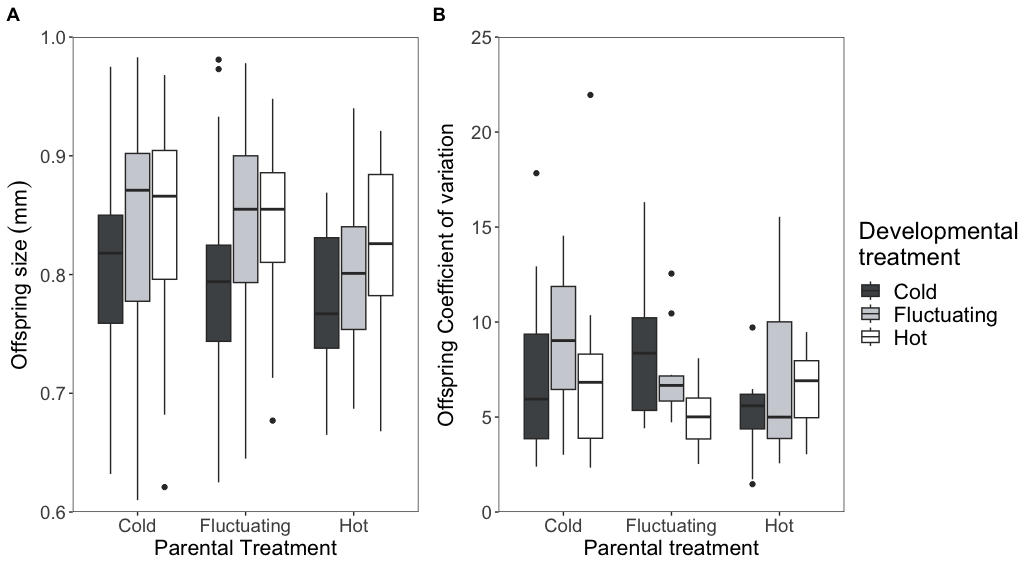 A
1.0
0.9
0.8
0.7
0.6
Offspring size (mm)
Cold Fluctuating Hot
Parental Treatment
B
25
20
15
10
5
0
Offspring Coefficient of variation
Cold Fluctuating Hot
Parental treatment
Developmental
treatment
Cold
Fluctuating
Hot